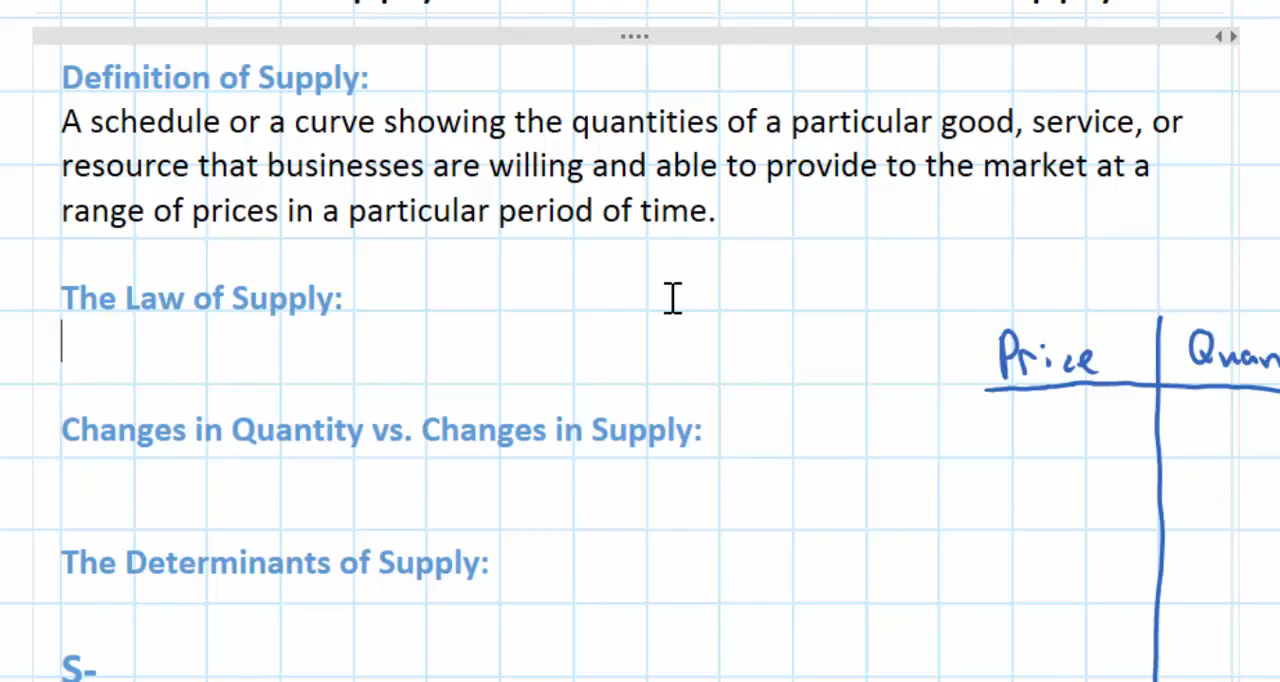 Definition of Supply:
A schedule or a curve showing the quantities of a particular good, service, or
resource that businesses are willing and able to provide to the market at a
range of prices in a particular period of time.
The Law of Supply:
Price
Changes in Quantity vs. Changes in Supply:
The Determinants of Supply:
S-